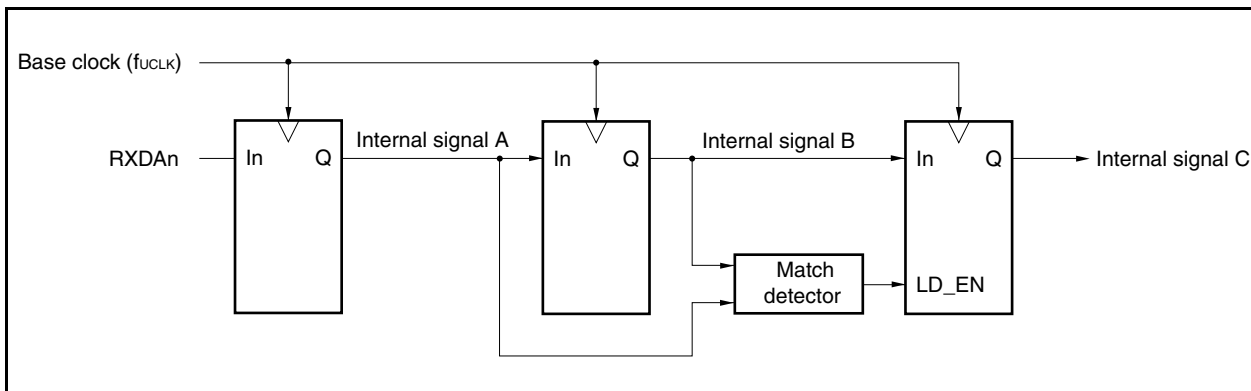 Base clock (fUCLK)
RXDAn
In
Q
Internal signal A
In
Q
Internal signal B
In
Q
Internal signal C
Match
detector
LD_EN